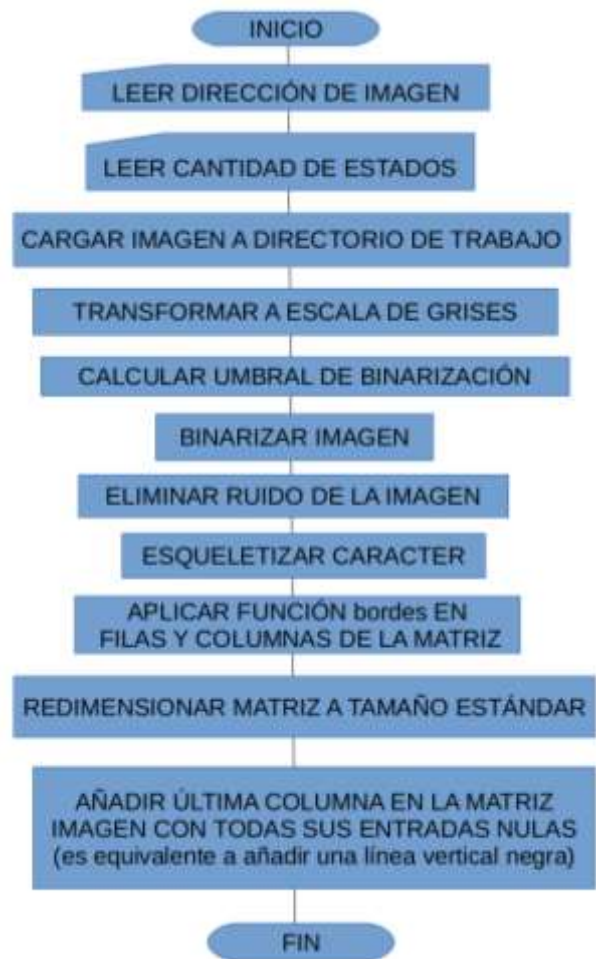 INICIO
LEER DIRECCIÓN DE IMAGEN
LEER CANTIDAD DE ESTADOS
CARGAR IMAGEN A DIRECTORIO DE TRABAJO
TRANSFORMAR A ESCALA DE GRISES
CALCULAR UMBRAL DE BINARIZACIÓN
BINARIZAR IMAGEN
ELIMINAR RUIDO DE LA IMAGEN
ESQUELETIZAR CARACTER
APLICAR FUNCIÓN bordes EN
FILAS Y COLUMNAS DE LA MATRIZ
REDIMENSIONAR MATRIZ A TAMAÑO ESTÁNDAR
AÑADIR ÚLTIMA COLUMNA EN LA MATRIZ
IMAGEN CON TODAS SUS ENTRADAS NULAS
(es equivalente a añadir una línea vertical negra)
FIN